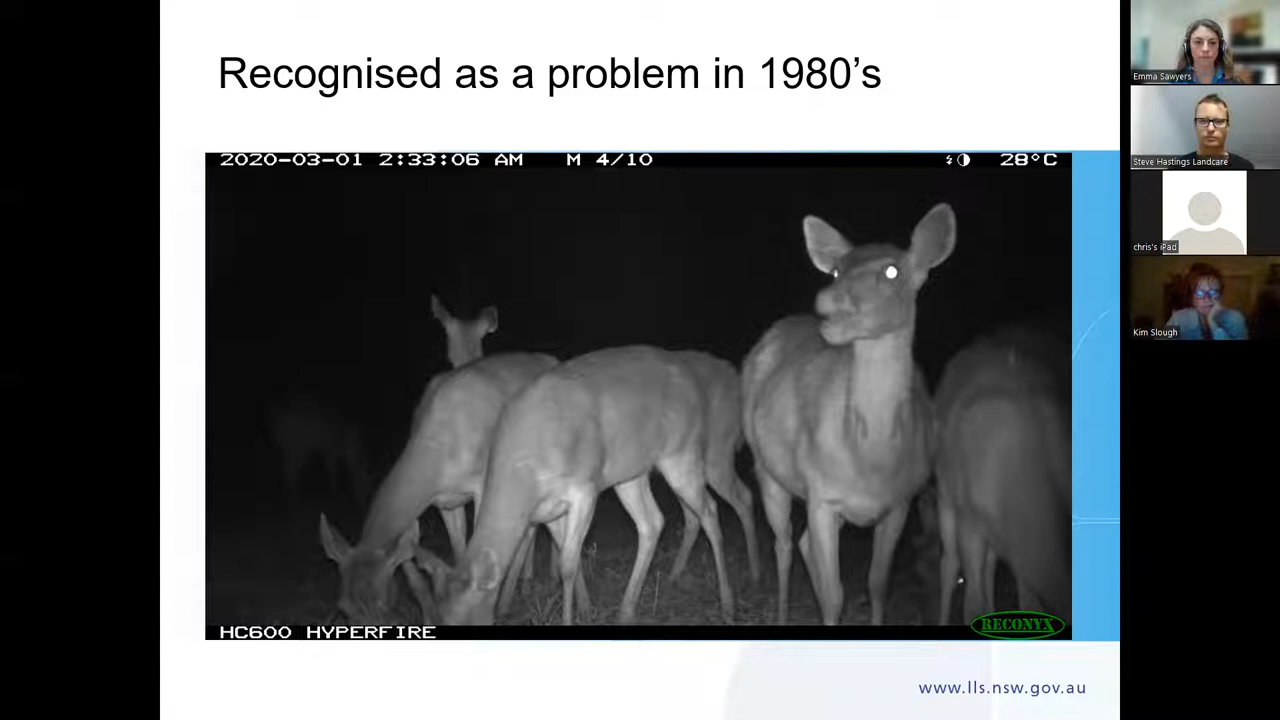 Recognised as a problem in 1980's
2020-03-01 2:33:06 AM M 4/10 28°C
HC600 HYPERFIRE
RECONYX
www.lls.nsw.gov.au
Emma Sawyers
Steve Hastings Landcare
chris's iPad
Kim Slough